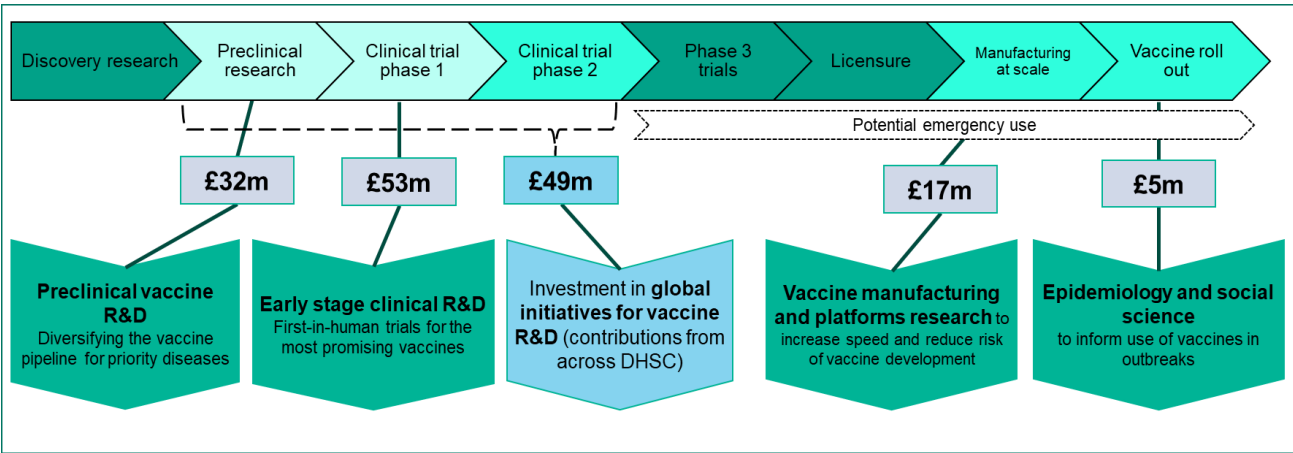 Discovery research
Preclinical
research
Clinical trial
phase 1
Clinical trial
phase 2
Phase 3
trials
Licensure
Manufacturing
at scale
Vaccine roll
out
Potential emergency use
£32m
£53m
£49m
£17m
£5m
Preclinical vaccine
R&D
Diversifying the vaccine
pipeline for priority diseases
Early stage clinical R&D
First-in-human trials for the
most promising vaccines
Investment in global
initiatives for vaccine
R&D (contributions from
across DHSC)
Vaccine manufacturing
and platforms research to
increase speed and reduce risk
of vaccine development
Epidemiology and social
science
to inform use of vaccines in
outbreaks